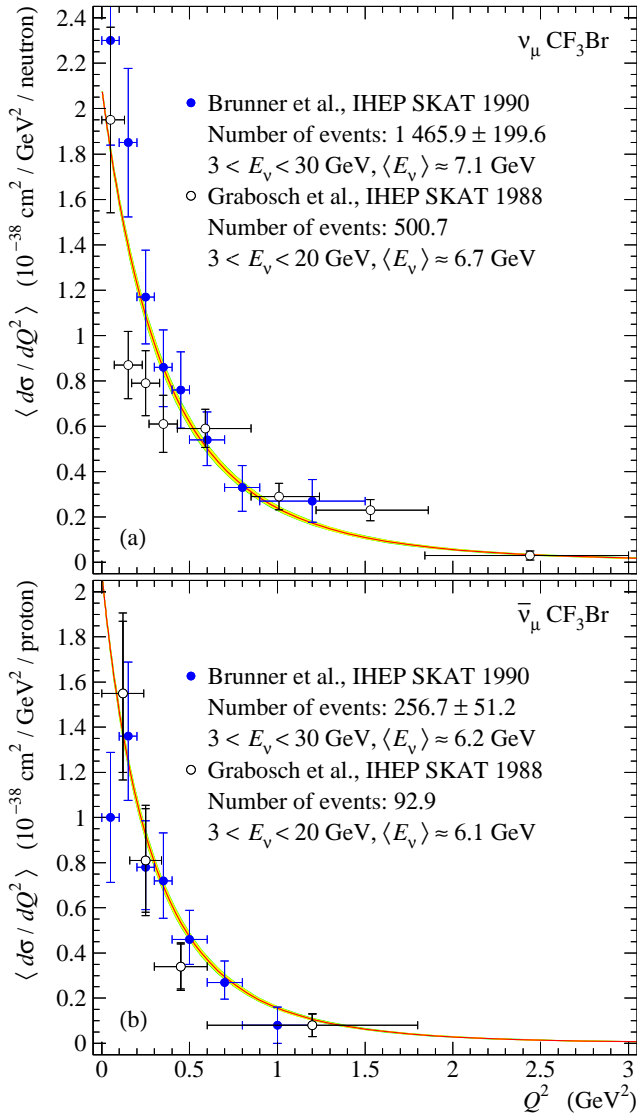 ν_μ CF₃Br
Brunner et al., IHEP SKAT 1990
Number of events: 1 465.9 ± 199.6
3 < E_ν < 30 GeV, ⟨E_ν⟩ ≈ 7.1 GeV
Grabosch et al., IHEP SKAT 1988
Number of events: 500.7
3 < E_ν < 20 GeV, ⟨E_ν⟩ ≈ 6.7 GeV
⟨ dσ / dQ² ⟩ (10⁻³⁸ cm² / GeV² / neutron)
2.4
2.2
2
1.8
1.6
1.4
1.2
1
0.8
0.6
0.4
0.2
0
(a)
ν̅_μ CF₃Br
Brunner et al., IHEP SKAT 1990
Number of events: 256.7 ± 51.2
3 < E_ν < 30 GeV, ⟨E_ν⟩ ≈ 6.2 GeV
Grabosch et al., IHEP SKAT 1988
Number of events: 92.9
3 < E_ν < 20 GeV, ⟨E_ν⟩ ≈ 6.1 GeV
⟨ dσ / dQ² ⟩ (10⁻³⁸ cm² / GeV² / proton)
2
1.8
1.6
1.4
1.2
1
0.8
0.6
0.4
0.2
0
(b)
0 0.5 1 1.5 2 2.5 3
Q² (GeV²)